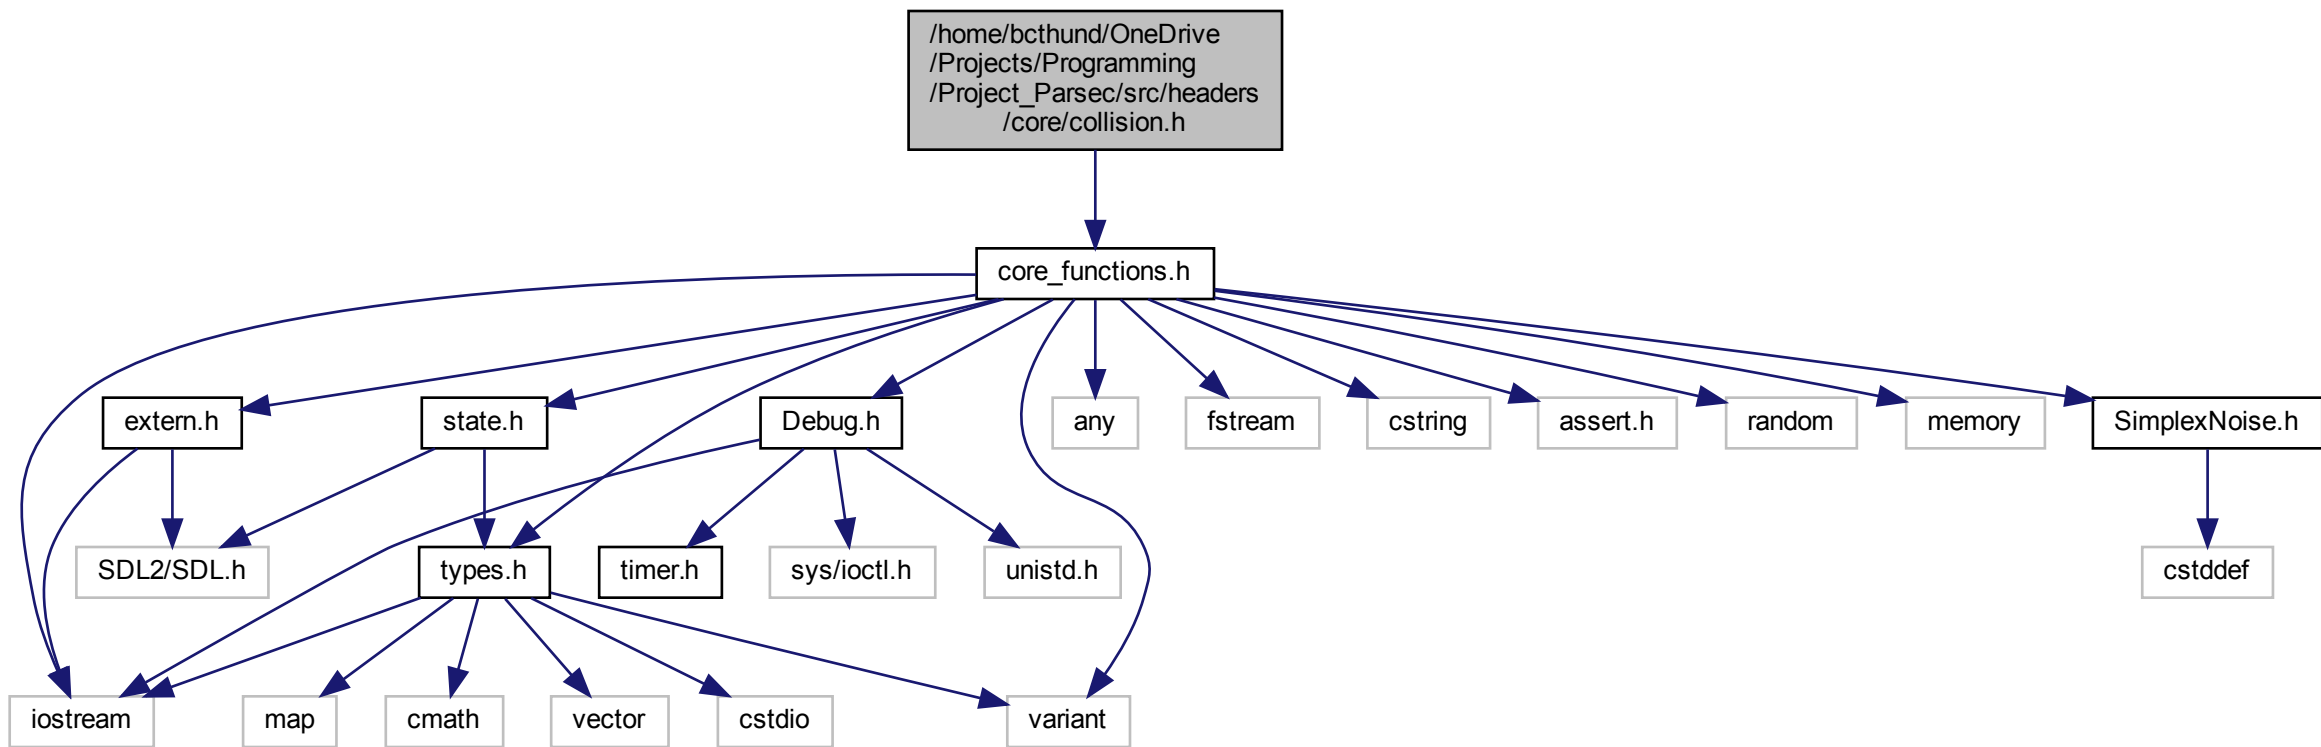 /home/bcthund/OneDrive
/Projects/Programming
/Project_Parsec/src/headers
/core/collision.h
core_functions.h
extern.h
state.h
Debug.h
any
fstream
cstring
assert.h
random
memory
SimplexNoise.h
SDL2/SDL.h
types.h
timer.h
sys/ioctl.h
unistd.h
cstddef
iostream
map
cmath
vector
cstdio
variant